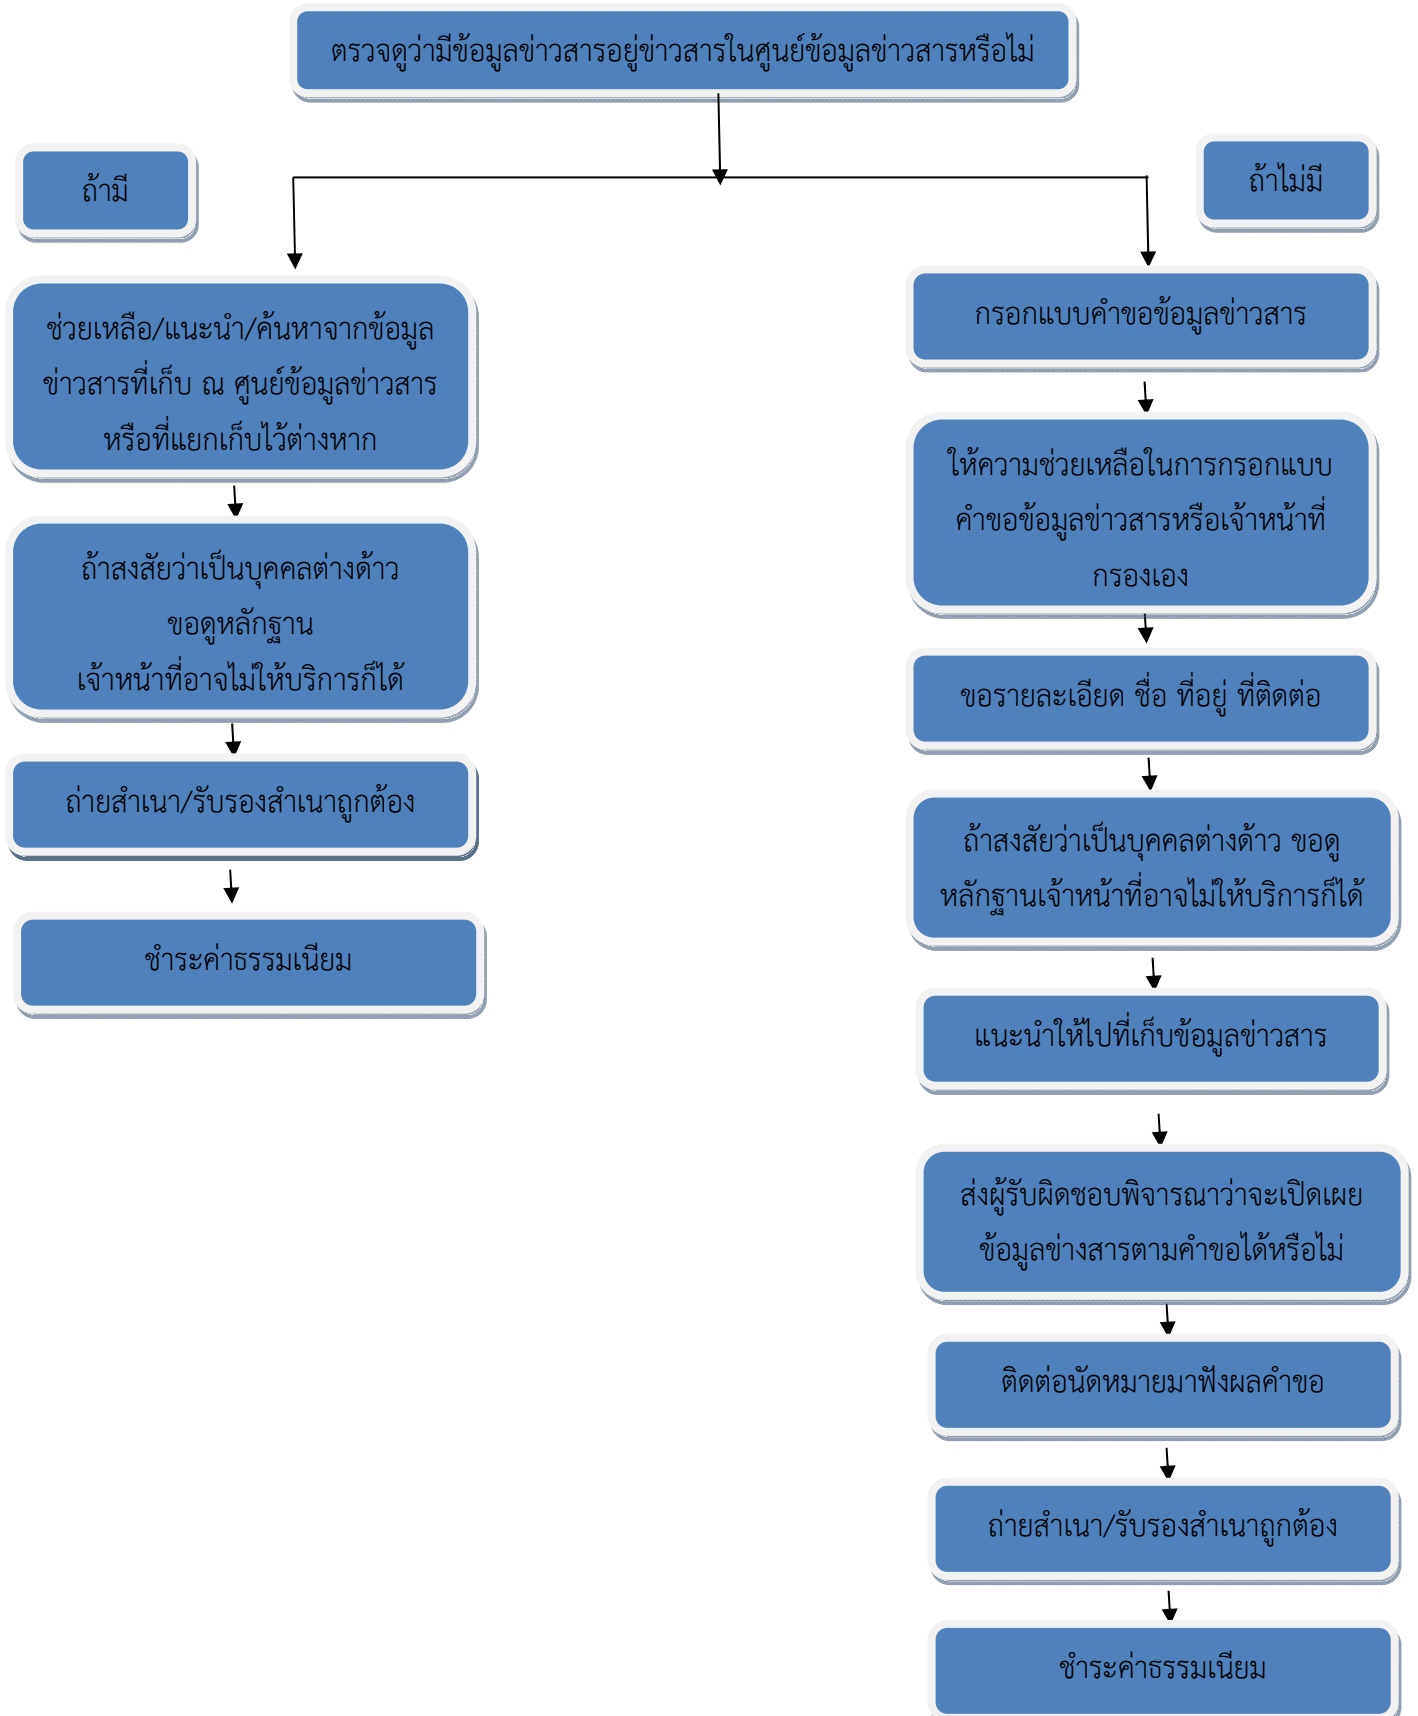 ตรวจดูว่ามีข้อมูลข่าวสารอยู่ข่าวสารในศูนย์ข้อมูลข่าวสารหรือไม่
ถ้ามี
ถ้าไม่มี
ช่วยเหลือ/แนะนำ/ค้นหาจากข้อมูล
ข่าวสารที่เก็บ ณ ศูนย์ข้อมูลข่าวสาร
หรือที่แยกเก็บไว้ต่างหาก
ถ้าสงสัยว่าเป็นบุคคลต่างด้าว
ขอดูหลักฐาน
เจ้าหน้าที่อาจไม่ให้บริการก็ได้
ถ่ายสำเนา/รับรองสำเนาถูกต้อง
ชำระค่าธรรมเนียม
กรอกแบบคำขอข้อมูลข่าวสาร
ให้ความช่วยเหลือในการกรอกแบบ
คำขอข้อมูลข่าวสารหรือเจ้าหน้าที่
กรองเอง
ขอรายละเอียด ชื่อ ที่อยู่ ที่ติดต่อ
ถ้าสงสัยว่าเป็นบุคคลต่างด้าว ขอดู
หลักฐานเจ้าหน้าที่อาจไม่ให้บริการก็ได้
แนะนำให้ไปที่เก็บข้อมูลข่าวสาร
ส่งผู้รับผิดชอบพิจารณาว่าจะเปิดเผย
ข้อมูลข่างสารตามคำขอได้หรือไม่
ติดต่อนัดหมายมาฟังผลคำขอ
ถ่ายสำเนา/รับรองสำเนาถูกต้อง
ชำระค่าธรรมเนียม